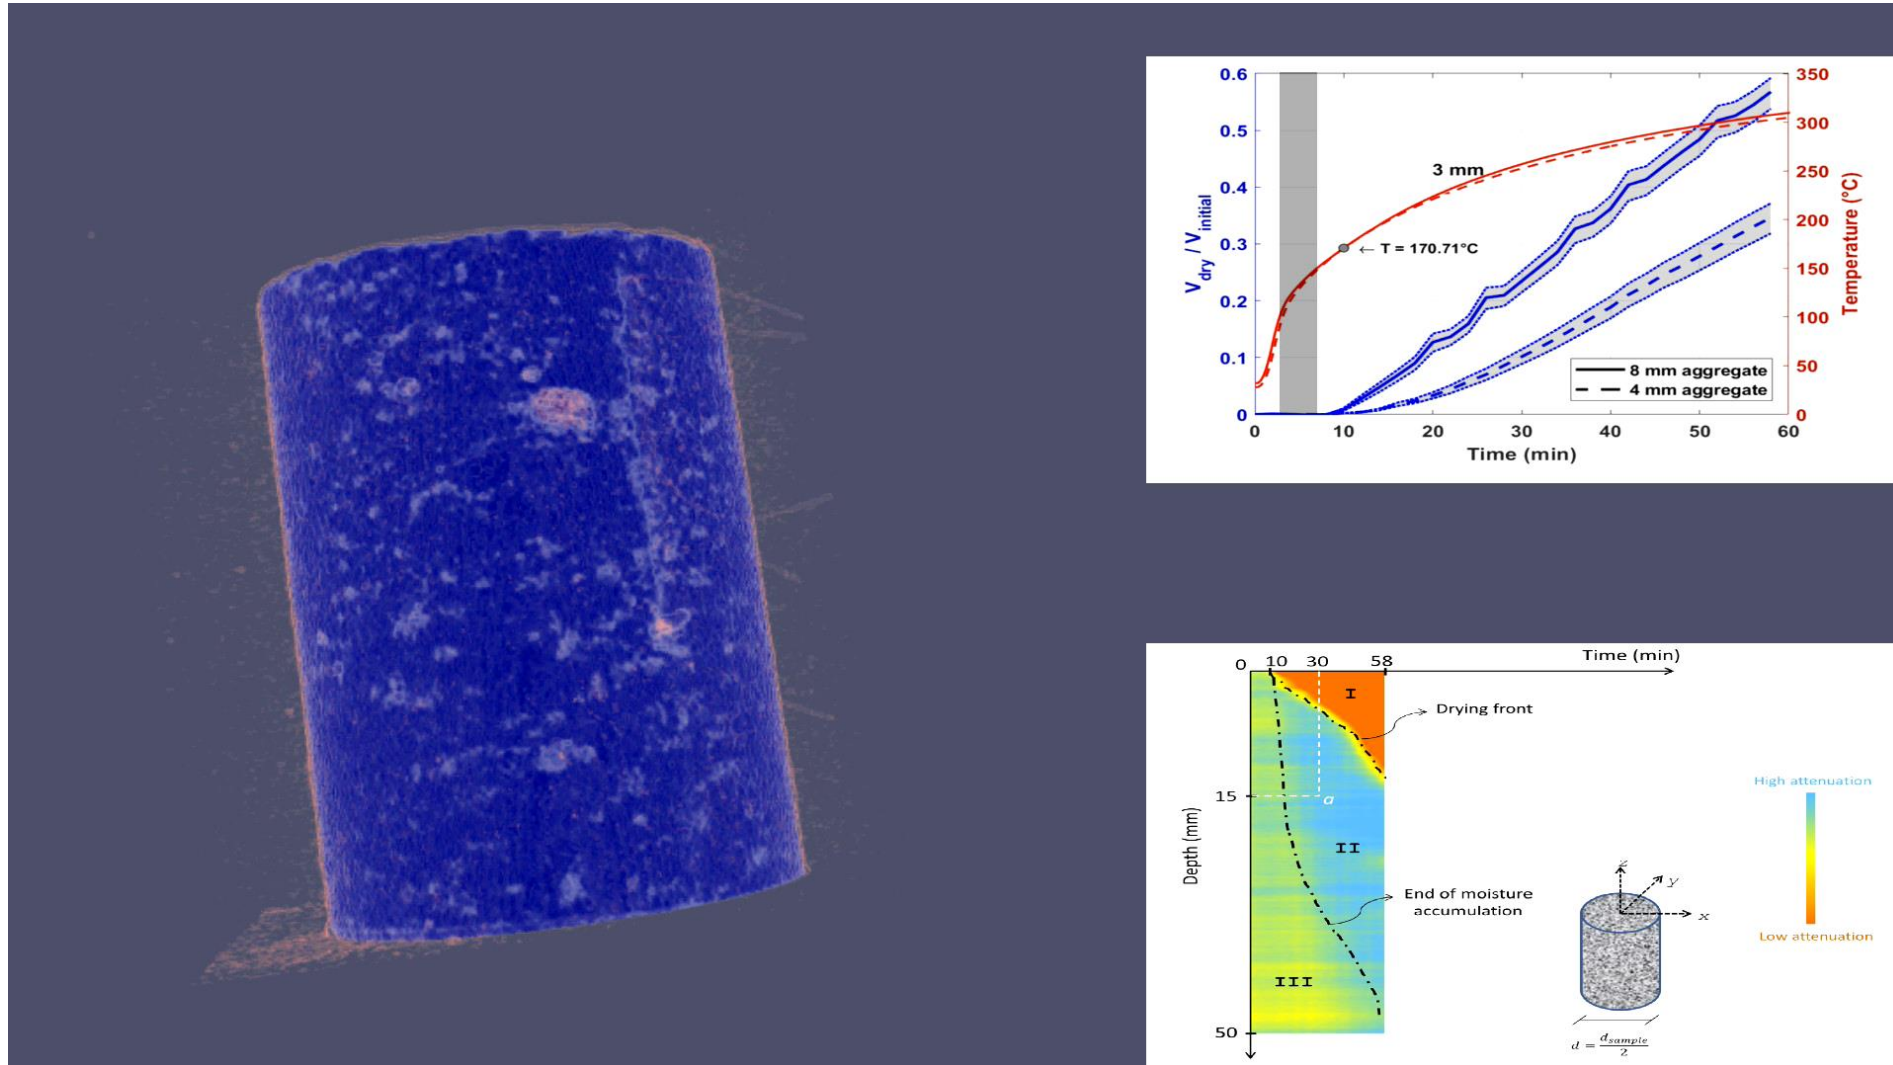 0.6
0.5
0.4
0.3
0.2
0.1
0
V_dry / V_initial
350
300
250
200
150
100
50
0
Temperature (°C)
3 mm
← T = 170.71°C
8 mm aggregate
4 mm aggregate
0 10 20 30 40 50 60
Time (min)
Time (min)
0 10 30 58
I
Drying front
15
a
II
Depth (mm)
End of moisture
accumulation
III
50
High attenuation
Low attenuation
z
y
x
d = d_sample / 2